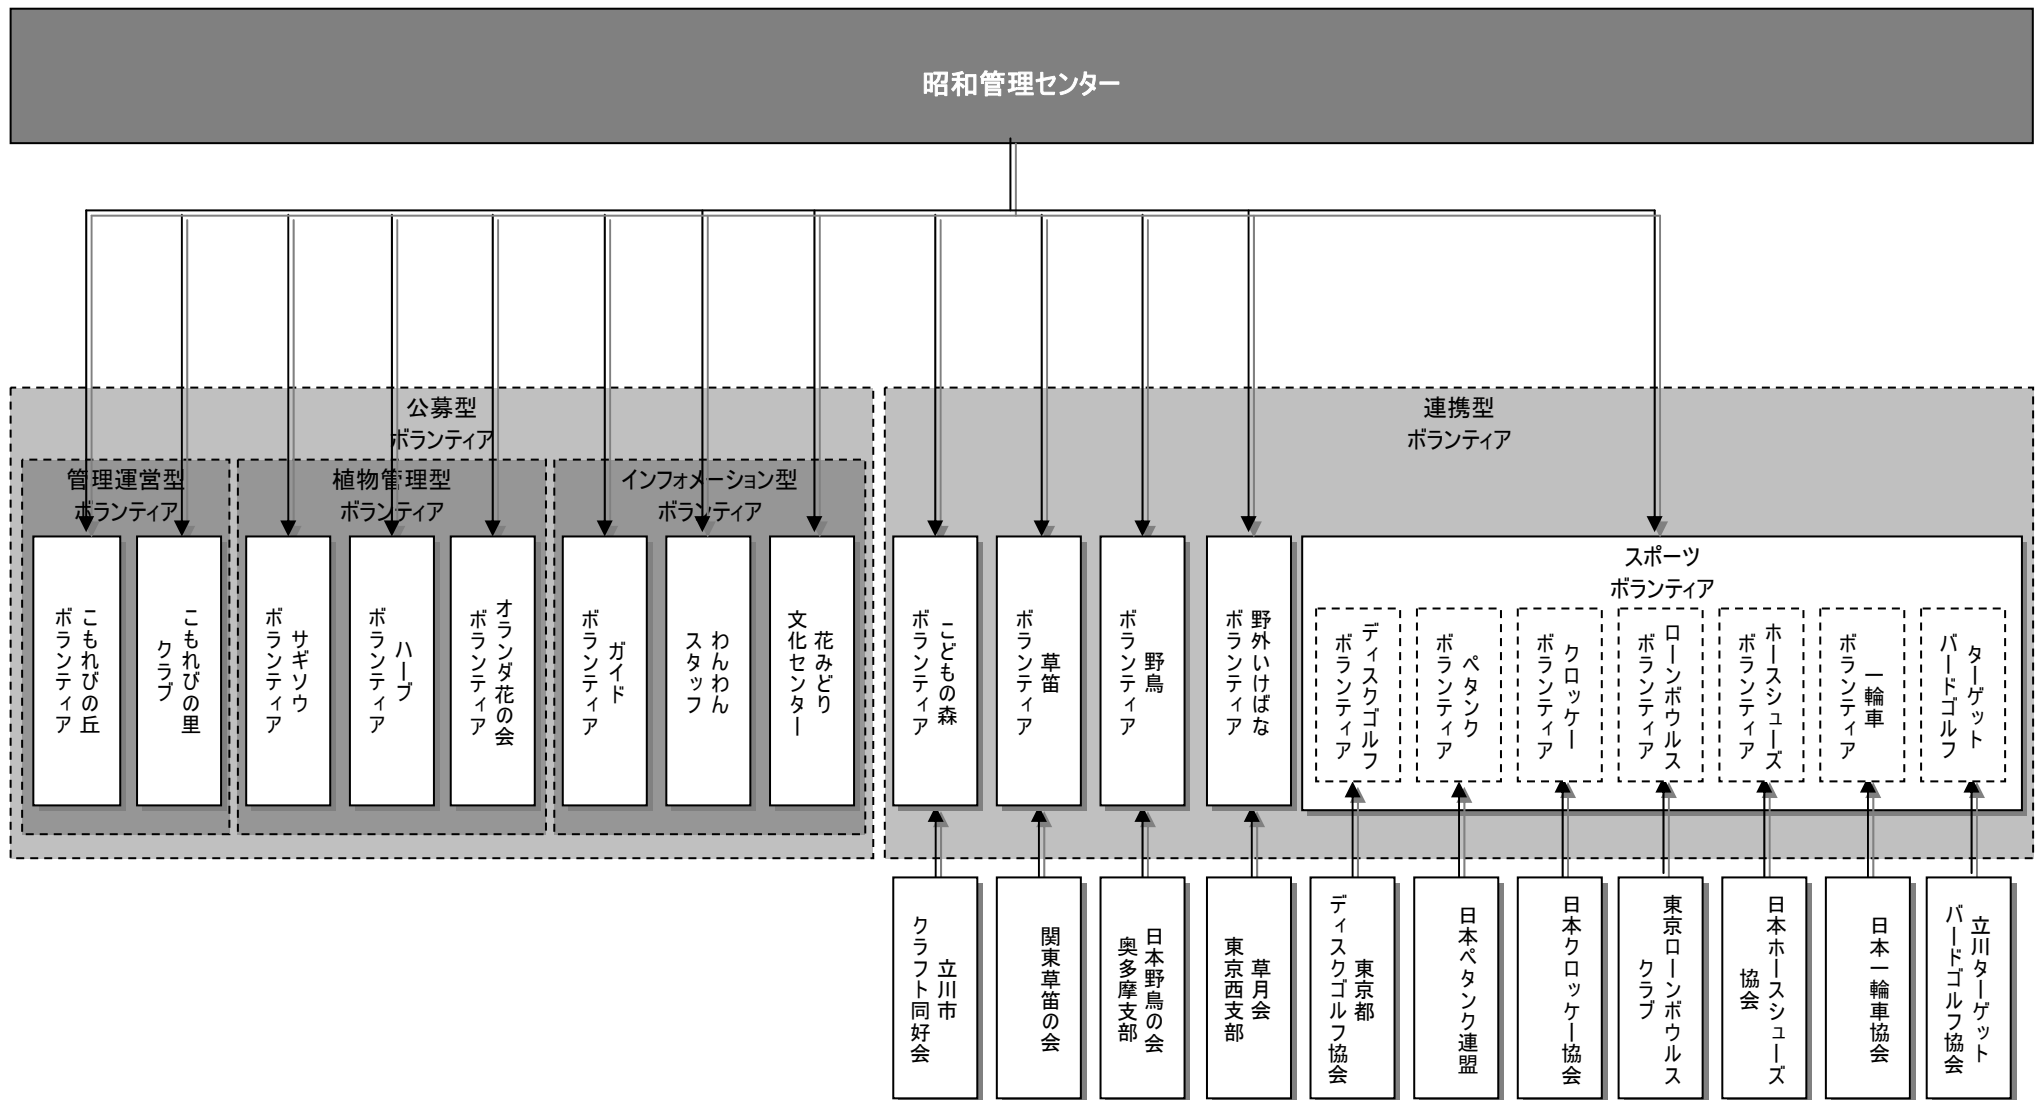 昭和管理センター
公募型
ボランティア
連携型
ボランティア
管理運営型
ボランティア
植物管理型
ボランティア
インフォメーション型
ボランティア
こもれびの丘
ボランティア
こもれびの里
クラブ
サギソウ
ボランティア
ハーブ
ボランティア
オランダ花の会
ボランティア
ガイド
ボランティア
わんわん
スタッフ
花みどり
文化センター
こどもの森
ボランティア
草笛
ボランティア
野鳥
ボランティア
野外いけばな
ボランティア
スポーツ
ボランティア
ディスクゴルフ
ボランティア
ペタンク
ボランティア
クロッケー
ボランティア
ローンボウルス
ボランティア
ホースシューズ
ボランティア
一輪車
ボランティア
ターゲット
バードゴルフ
立川市
クラフト同好会
関東草笛の会
日本野鳥の会
奥多摩支部
草月会
東京西支部
東京都
ディスクゴルフ協会
日本ペタンク連盟
日本クロッケー協会
東京ローンボウルス
クラブ
日本ホースシューズ
協会
日本一輪車協会
立川ターゲット
バードゴルフ協会